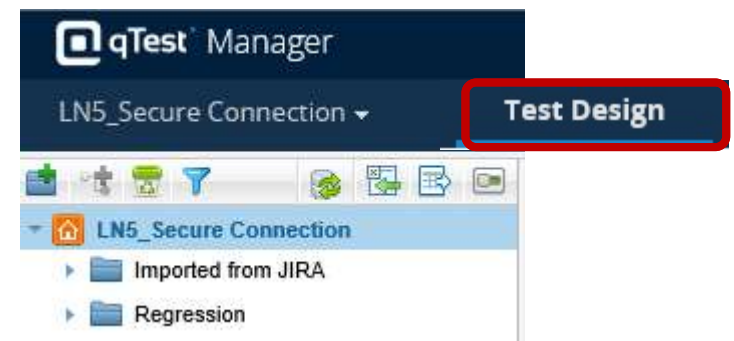 qTest Manager
LN5_Secure Connection
Test Design
LN5_Secure Connection
Imported from JIRA
Regression